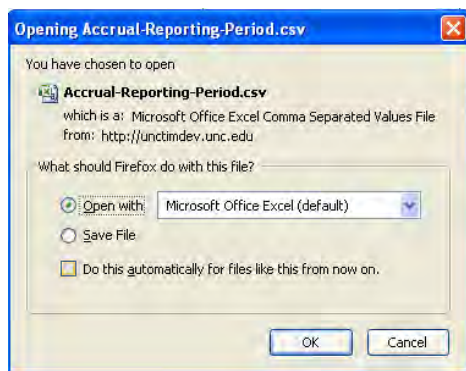 Opening Accrual-Reporting-Period.csv
You have chosen to open
Accrual-Reporting-Period.csv
which is a: Microsoft Office Excel Comma Separated Values File
from: http://unctimdev.unc.edu
What should Firefox do with this file?
Open with Microsoft Office Excel (default)
Save File
Do this automatically for files like this from now on.
OK Cancel